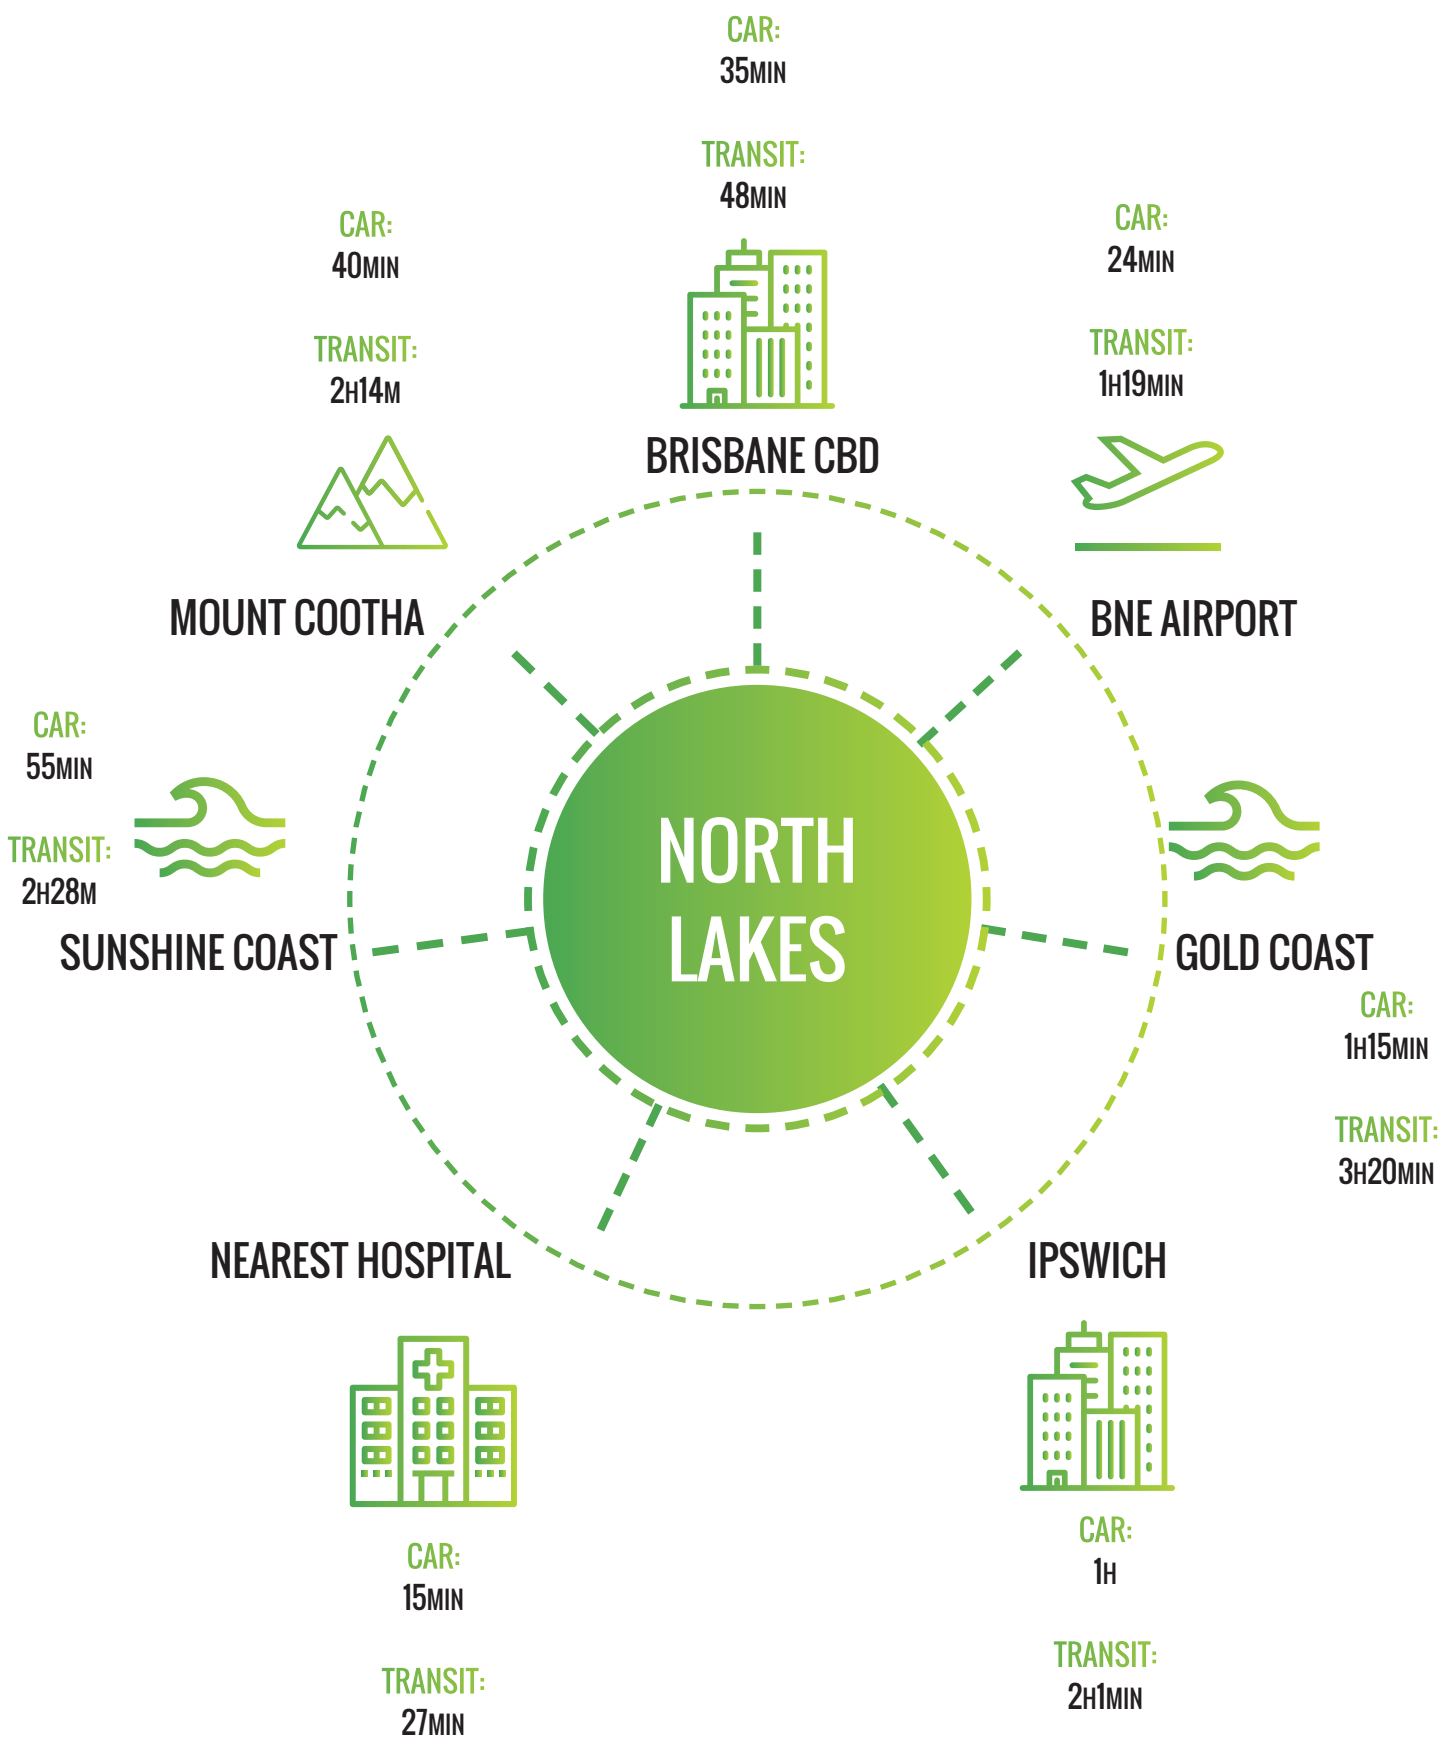 CAR:
35MIN
TRANSIT:
48MIN
BRISBANE CBD
CAR:
40MIN
TRANSIT:
2H14M
MOUNT COOTHA
CAR:
24MIN
TRANSIT:
1H19MIN
BNE AIRPORT
CAR:
55MIN
TRANSIT:
2H28M
SUNSHINE COAST
NORTH
LAKES
GOLD COAST
CAR:
1H15MIN
TRANSIT:
3H20MIN
NEAREST HOSPITAL
CAR:
15MIN
TRANSIT:
27MIN
IPSWICH
CAR:
1H
TRANSIT:
2H1MIN